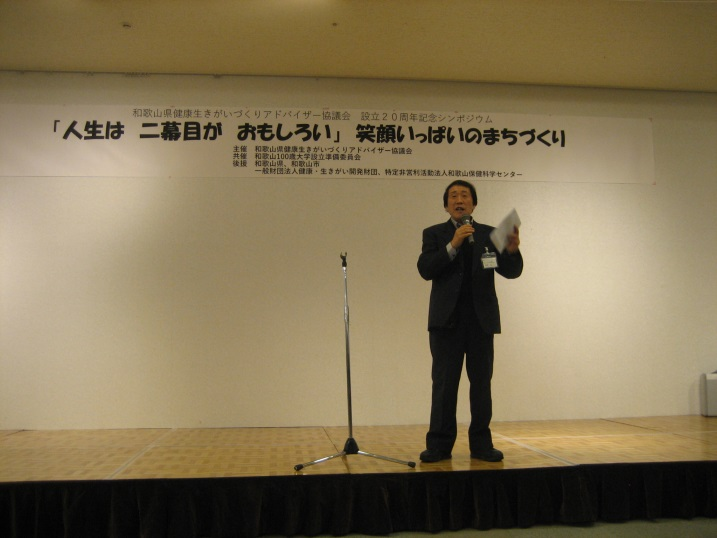 和歌山県健康生きがいづくりアドバイザー協議会　設立２０周年記念シンポジウム
「人生は 二幕目が おもしろい」 笑顔いっぱいのまちづくり
主催　和歌山県健康生きがいづくりアドバイザー協議会
共催　和歌山100歳大学設立準備委員会
後援　和歌山県、和歌山市
一般財団法人健康・生きがい開発財団、特定非営利活動法人和歌山保健科学センター